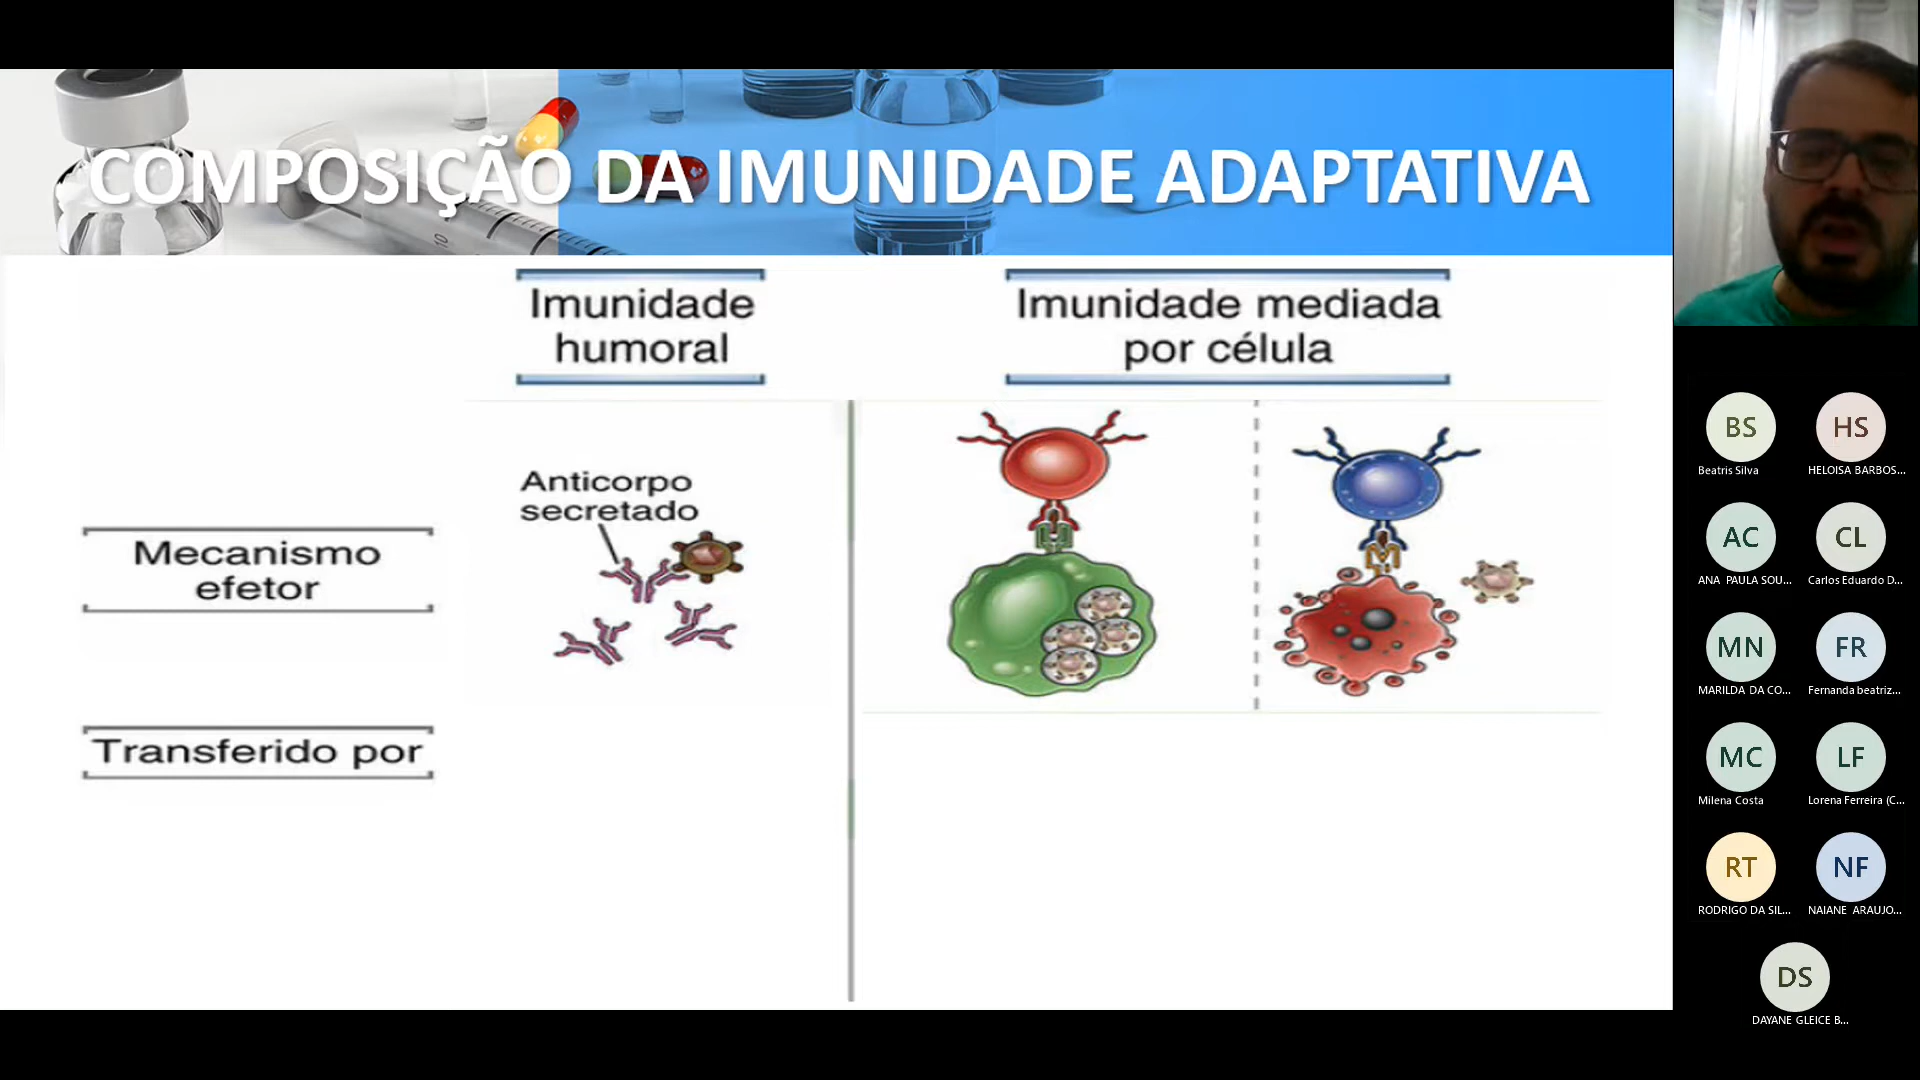 COMPOSIÇÃO DA IMUNIDADE ADAPTATIVA
Imunidade
humoral
Imunidade mediada
por célula
Anticorpo
secretado
Mecanismo
efetor
Transferido por
10
BS
Beatris Silva
HS
HELOISA BARBOS...
AC
ANA PAULA SOU...
CL
Carlos Eduardo D...
MN
MARILDA DA CO...
FR
Fernanda beatriz...
MC
Milena Costa
LF
Lorena Ferreira (C...
RT
RODRIGO DA SIL...
NF
NAIANE ARAUJO...
DS
DAYANE GLEICE B...